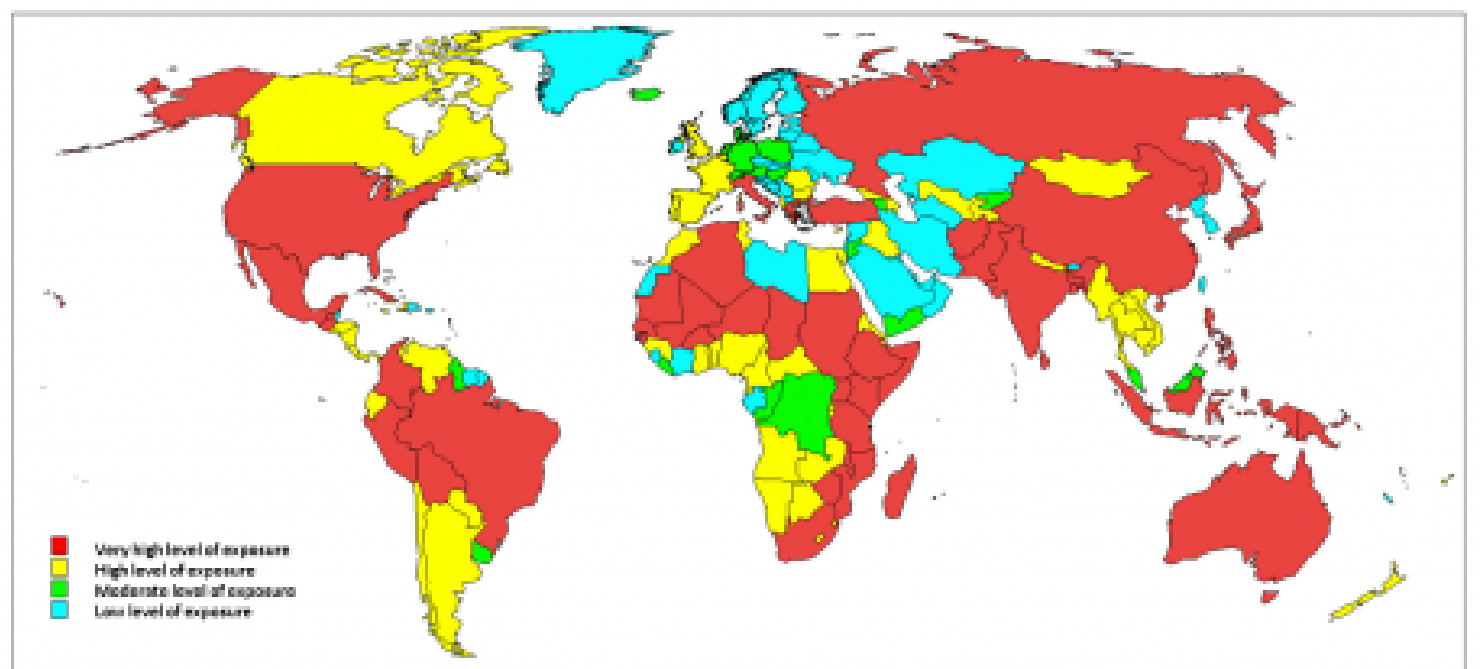 Very high level of exposure
High level of exposure
Moderate level of exposure
Low level of exposure